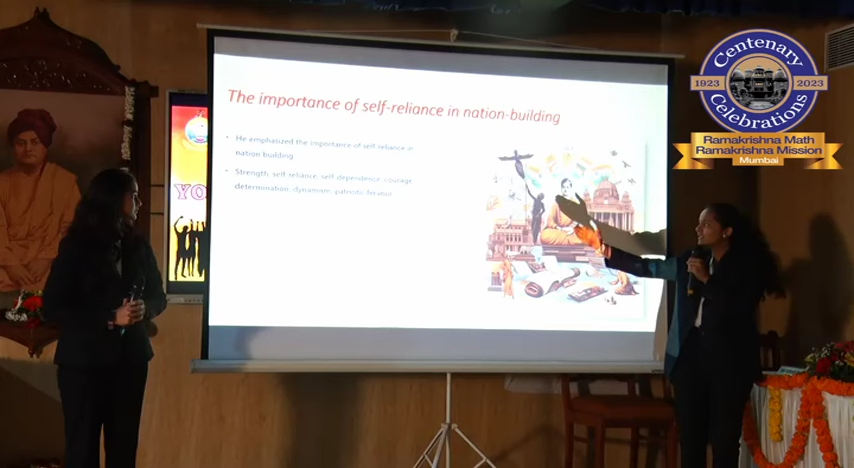 The importance of self-reliance in nation-building
• He emphasized the importance of self-reliance in
nation building.
• Strength, self-reliance, self-dependence, courage
determination, dynamism, patriotic fervour
YO
Centenary
1923
2023
Celebrations
Ramakrishna Math
Ramakrishna Mission
Mumbai